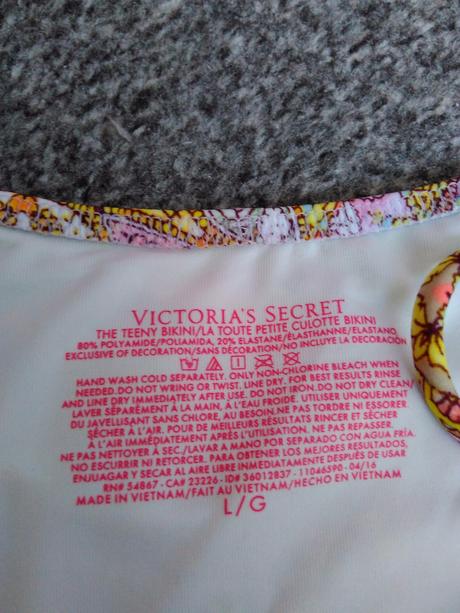 VICTORIA'S SECRET
THE TEENY BIKINI/LA TOUTE PETITE CULOTTE BIKINI
80% POLYAMIDE/POLIAMIDA, 20% ELASTANE/ÉLASTHANNE/ELASTANO
EXCLUSIVE OF DECORATION/SANS DÉCORATION/NO INCLUYE LA DECORACIÓN
HAND WASH COLD SEPARATELY. ONLY NON-CHLORINE BLEACH WHEN
NEEDED. DO NOT WRING OR TWIST, LINE DRY. FOR BEST RESULTS RINSE
AND LINE DRY IMMEDIATELY AFTER USE. DO NOT IRON. DO NOT DRY CLEAN/
LAVER SÉPARÉMENT À LA MAIN, À L'EAU FROIDE. UTILISER UNIQUEMENT
DU JAVELLISANT SANS CHLORE, AU BESOIN. NE PAS TORDRE NI ESSORER
SÉCHER À L'AIR. POUR DE MEILLEURS RÉSULTATS RINCER ET SÉCHER
À L'AIR IMMÉDIATEMENT APRÈS L'UTILISATION. NE PAS REPASSER.
NE PAS NETTOYER À SEC./LAVAR A MANO POR SEPARADO CON AGUA FRÍA.
NO ESCURRIR NI RETORCER. PARA OBTENER LOS MEJORES RESULTADOS,
ENJUAGAR Y SECAR AL AIRE LIBRE INMEDIATAMENTE DESPUÉS DE USAR
RN# 54867 - CA# 23226 - ID# 36012837 - 11046590 - 04/16
MADE IN VIETNAM/FAIT AU VIETNAM/HECHO EN VIETNAM
L/G